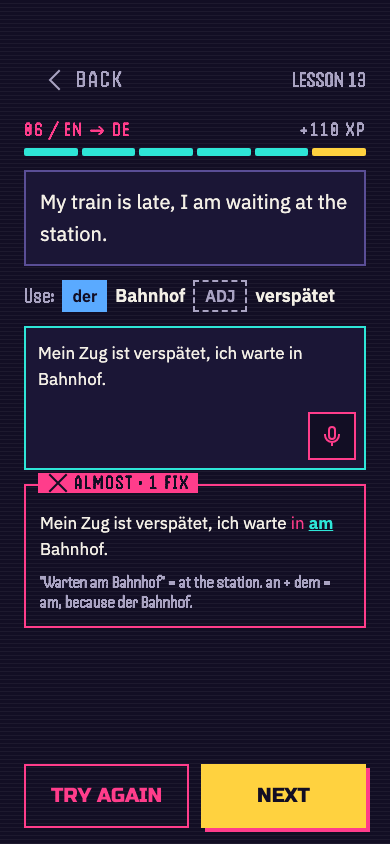 BACK
LESSON 13
06 / EN → DE
+110 XP
My train is late, I am waiting at the
station.
Use: der Bahnhof ADJ verspätet
Mein Zug ist verspätet, ich warte in
Bahnhof.
ALMOST · 1 FIX
Mein Zug ist verspätet, ich warte in am
Bahnhof.
"Warten am Bahnhof" = at the station. an + dem =
am, because der Bahnhof.
TRY AGAIN
NEXT